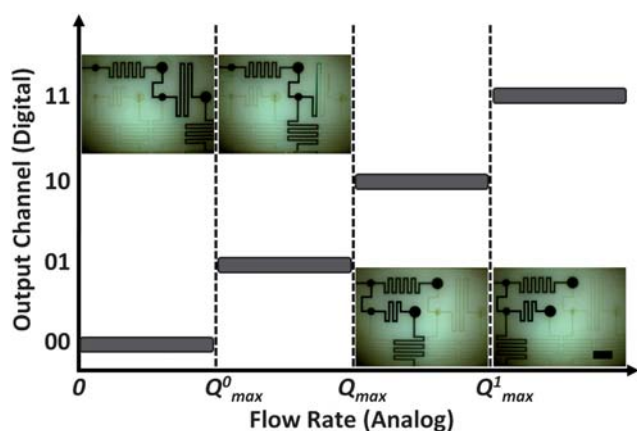 Output Channel (Digital)
11
10
01
00
0
Q⁰max
Qmax
Q¹max
Flow Rate (Analog)